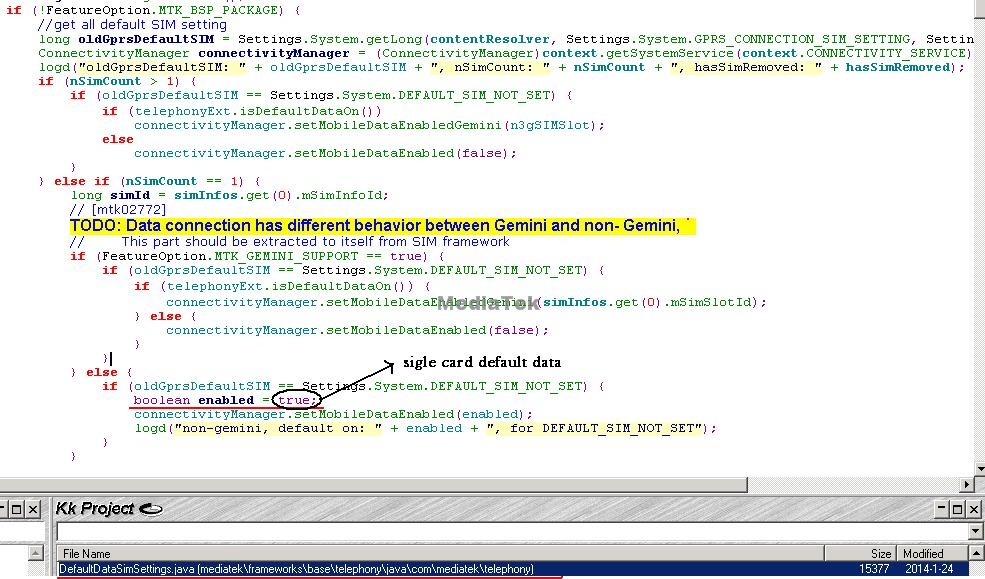 if (!FeatureOption.MTK_BSP_PACKAGE) {
//get all default SIM setting
long oldGprsDefaultSIM = Settings.System.getLong(contentResolver, Settings.System.GPRS_CONNECTION_SIM_SETTING, Settin
ConnectivityManager connectivityManager = (ConnectivityManager)context.getSystemService(context.CONNECTIVITY_SERVICE)
logd("oldGprsDefaultSIM: " + oldGprsDefaultSIM + ", nSimCount: " + nSimCount + ", hasSimRemoved: " + hasSimRemoved);
if (nSimCount > 1) {
if (oldGprsDefaultSIM == Settings.System.DEFAULT_SIM_NOT_SET) {
if (telephonyExt.isDefaultDataOn())
connectivityManager.setMobileDataEnabledGemini(n3gSIMSlot);
else
connectivityManager.setMobileDataEnabled(false);
}
} else if (nSimCount == 1) {
long simId = simInfos.get(0).mSimInfoId;
// [mtk02772]
TODO: Data connection has different behavior between Gemini and non- Gemini,
// This part should be extracted to itself from SIM framework
if (FeatureOption.MTK_GEMINI_SUPPORT == true) {
if (oldGprsDefaultSIM == Settings.System.DEFAULT_SIM_NOT_SET) {
if (telephonyExt.isDefaultDataOn()) {
connectivityManager.setMobileDataEnabledGemini(simInfos.get(0).mSimSlotId);
MediaTek
} else {
connectivityManager.setMobileDataEnabled(false);
}
}
sigle card default data
} else {
if (oldGprsDefaultSIM == Settings.System.DEFAULT_SIM_NOT_SET) {
boolean enabled = true;
connectivityManager.setMobileDataEnabled(enabled);
logd("non-gemini, default on: " + enabled + ", for DEFAULT_SIM_NOT_SET");
}
}
Kk Project
File Name Size Modified
DefaultDataSimSettings.java (mediatek\frameworks\base\telephony\java\com\mediatek\telephony) 15377 2014-1-24